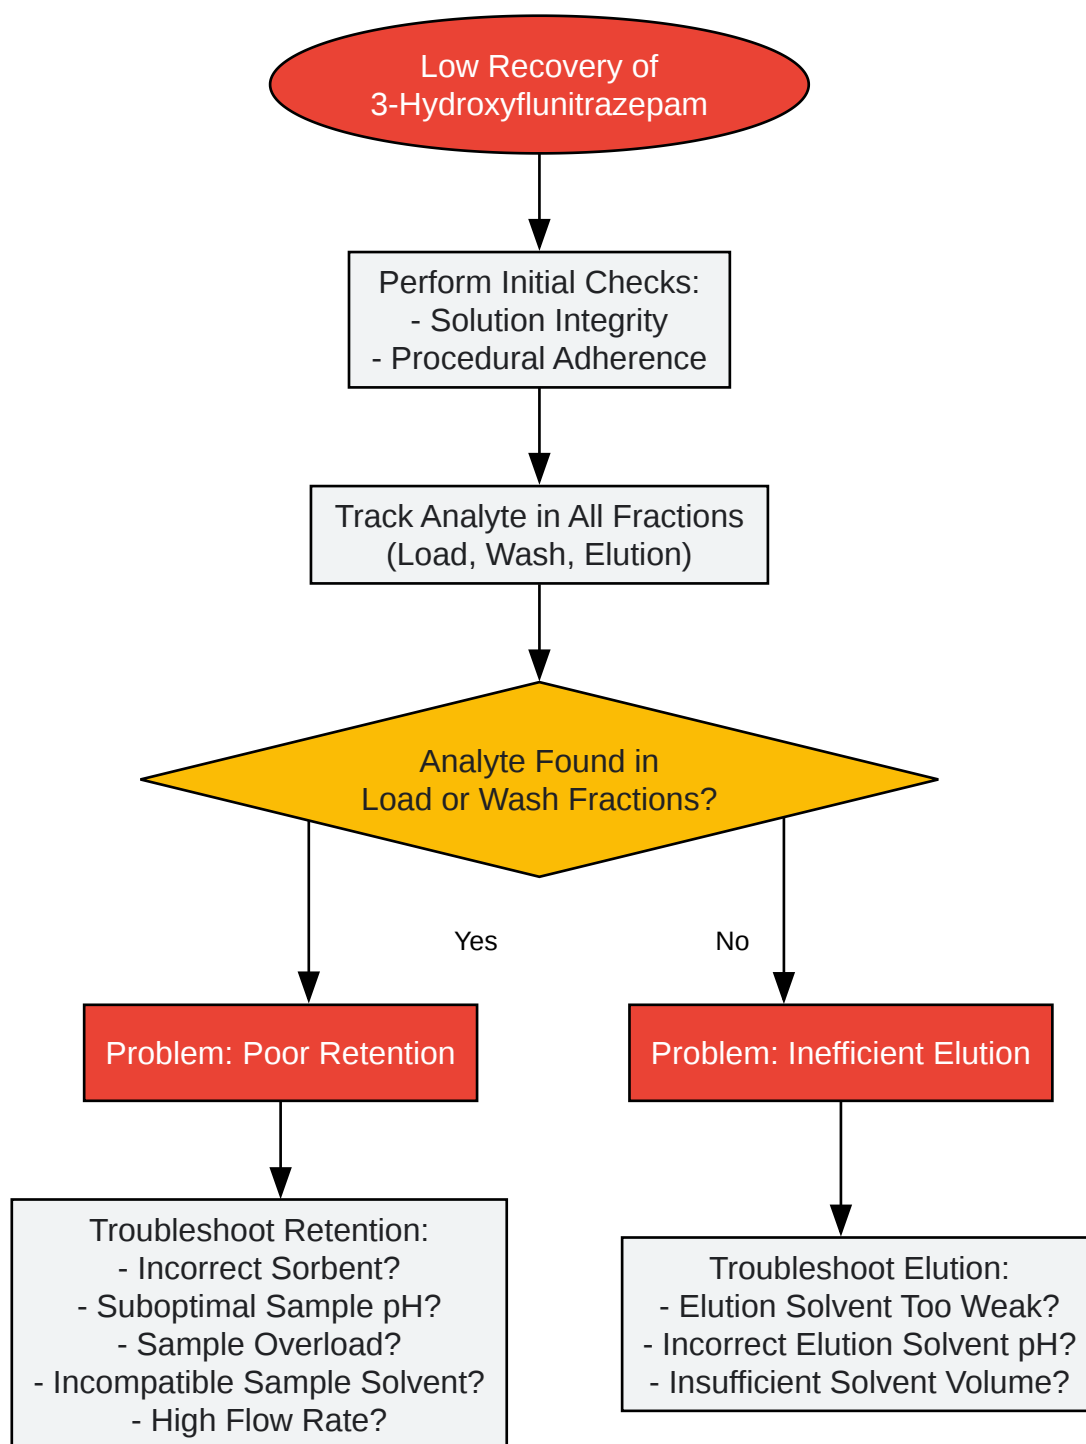 Low Recovery of
3-Hydroxyflunitrazepam
Perform Initial Checks:
- Solution Integrity
- Procedural Adherence
Track Analyte in All Fractions
(Load, Wash, Elution)
Analyte Found in
Load or Wash Fractions?
Yes
No
Problem: Poor Retention
Problem: Inefficient Elution
Troubleshoot Retention:
- Incorrect Sorbent?
- Suboptimal Sample pH?
- Sample Overload?
- Incompatible Sample Solvent?
- High Flow Rate?
Troubleshoot Elution:
- Elution Solvent Too Weak?
- Incorrect Elution Solvent pH?
- Insufficient Solvent Volume?